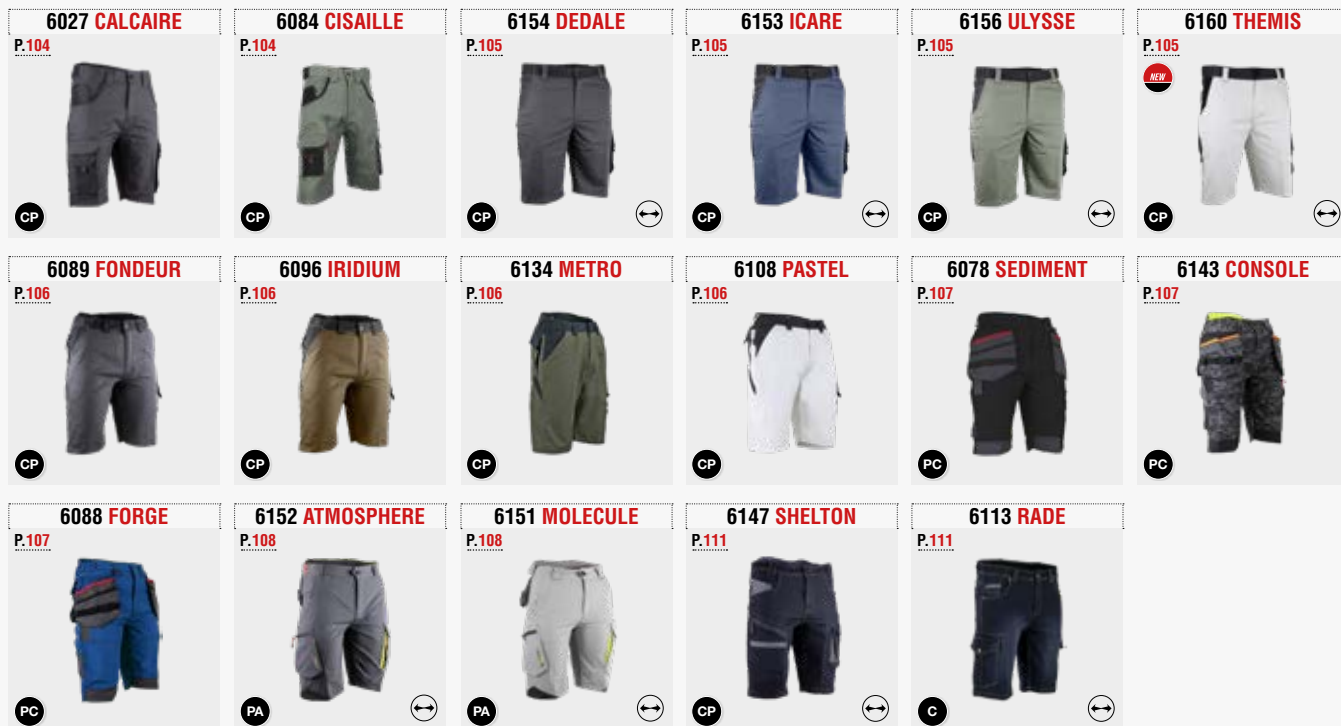 6027 CALCAIRE
P.104
CP
6084 CISAILLE
P.104
CP
6154 DEDALE
P.105
CP
6153 ICARE
P.105
CP
6156 ULYSSE
P.105
CP
6160 THEMIS
P.105
NEW
CP
6089 FONDEUR
P.106
CP
6096 IRIDIUM
P.106
CP
6134 METRO
P.106
CP
6108 PASTEL
P.106
CP
6078 SEDIMENT
P.107
PC
6143 CONSOLE
P.107
PC
6088 FORGE
P.107
PC
6152 ATMOSPHERE
P.108
PA
6151 MOLECULE
P.108
PA
6147 SHELTON
P.111
CP
6113 RADE
P.111
C